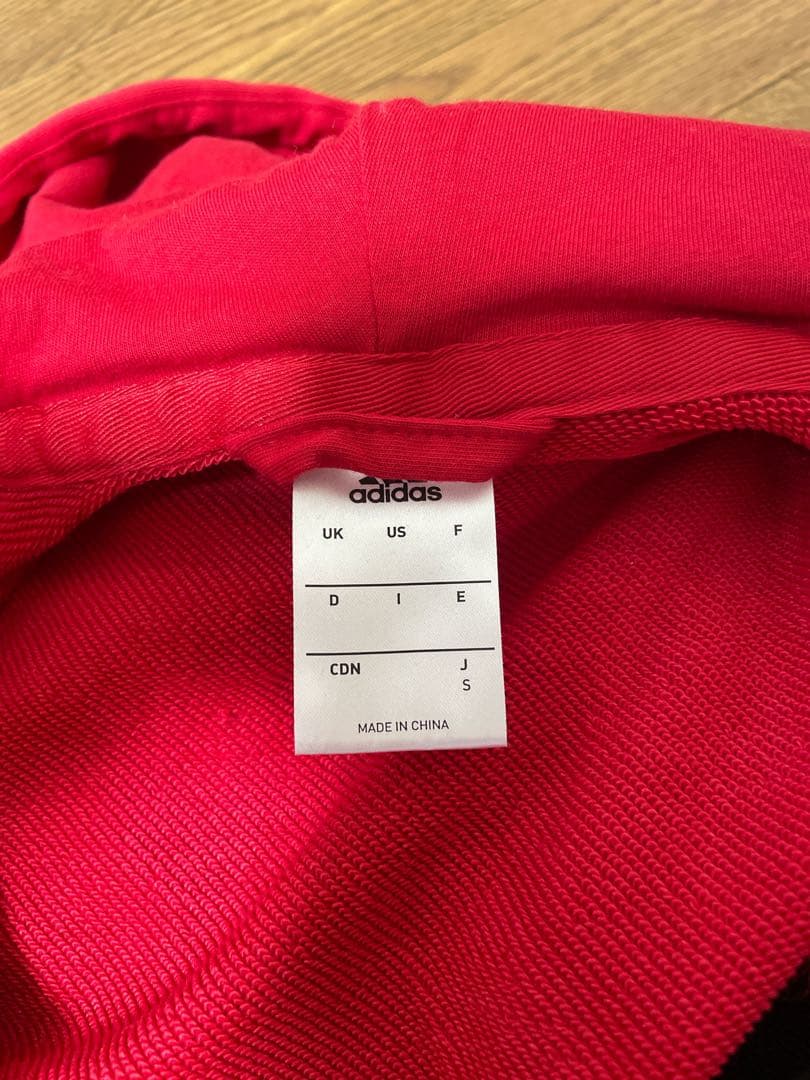 adidas
UK US F
D I E
CDN J
S
MADE IN CHINA